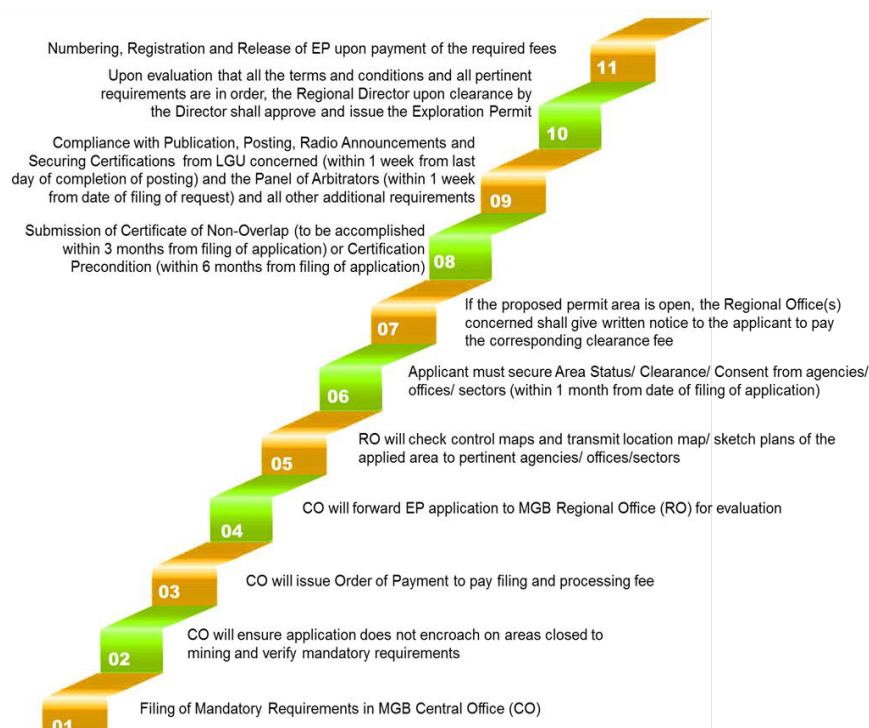 Numbering, Registration and Release of EP upon payment of the required fees
11
Upon evaluation that all the terms and conditions and all pertinent
requirements are in order, the Regional Director upon clearance by
the Director shall approve and issue the Exploration Permit
10
Compliance with Publication, Posting, Radio Announcements and
Securing Certifications from LGU concerned (within 1 week from last
day of completion of posting) and the Panel of Arbitrators (within 1 week
from date of filing of request) and all other additional requirements
09
Submission of Certificate of Non-Overlap (to be accomplished
within 3 months from filing of application) or Certification
Precondition (within 6 months from filing of application)
08
07
If the proposed permit area is open, the Regional Office(s)
concerned shall give written notice to the applicant to pay
the corresponding clearance fee
06
Applicant must secure Area Status/ Clearance/ Consent from agencies/
offices/ sectors (within 1 month from date of filing of application)
05
RO will check control maps and transmit location map/ sketch plans of the
applied area to pertinent agencies/ offices/sectors
04
CO will forward EP application to MGB Regional Office (RO) for evaluation
03
CO will issue Order of Payment to pay filing and processing fee
02
CO will ensure application does not encroach on areas closed to
mining and verify mandatory requirements
01
Filing of Mandatory Requirements in MGB Central Office (CO)